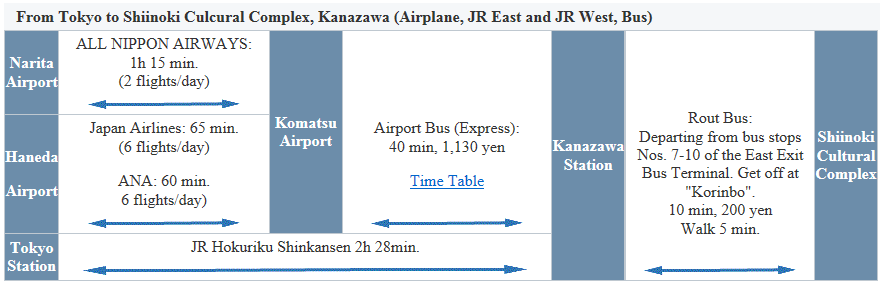 From Tokyo to Shiinoki Culcural Complex, Kanazawa (Airplane, JR East and JR West, Bus)
Narita
Airport
ALL NIPPON AIRWAYS:
1h 15 min.
(2 flights/day)
Haneda
Airport
Japan Airlines: 65 min.
(6 flights/day)
ANA: 60 min.
6 flights/day)
Komatsu
Airport
Airport Bus (Express):
40 min, 1,130 yen
Time Table
Kanazawa
Station
Rout Bus:
Departing from bus stops
Nos. 7-10 of the East Exit
Bus Terminal. Get off at
"Korinbo".
10 min, 200 yen
Walk 5 min.
Shiinoki
Cultural
Complex
Tokyo
Station
JR Hokuriku Shinkansen 2h 28min.